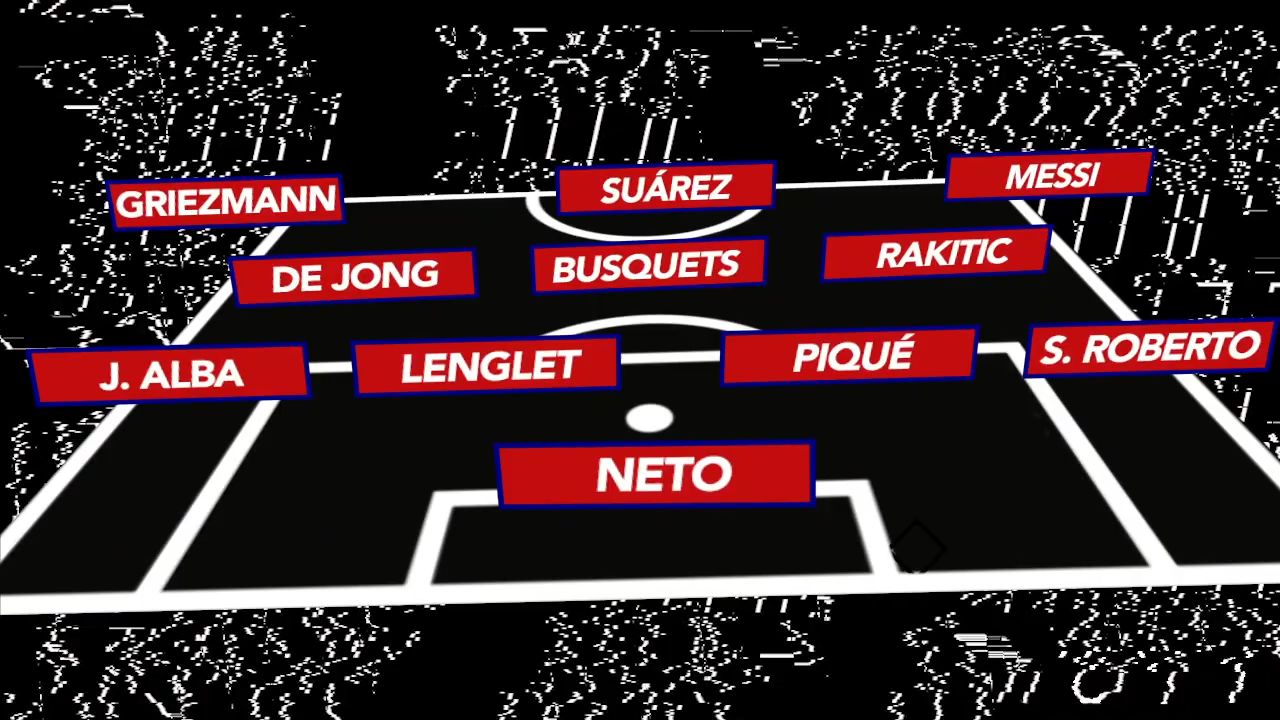 GRIEZMANN
SUÁREZ
MESSI
DE JONG
BUSQUETS
RAKITIC
J. ALBA
LENGLET
PIQUÉ
S. ROBERTO
NETO